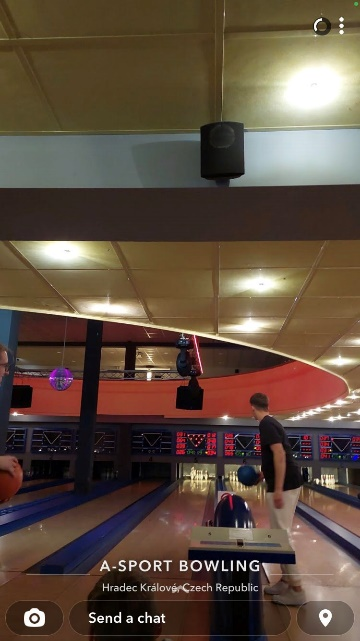 A-SPORT BOWLING
Hradec Králové, Czech Republic
Send a chat